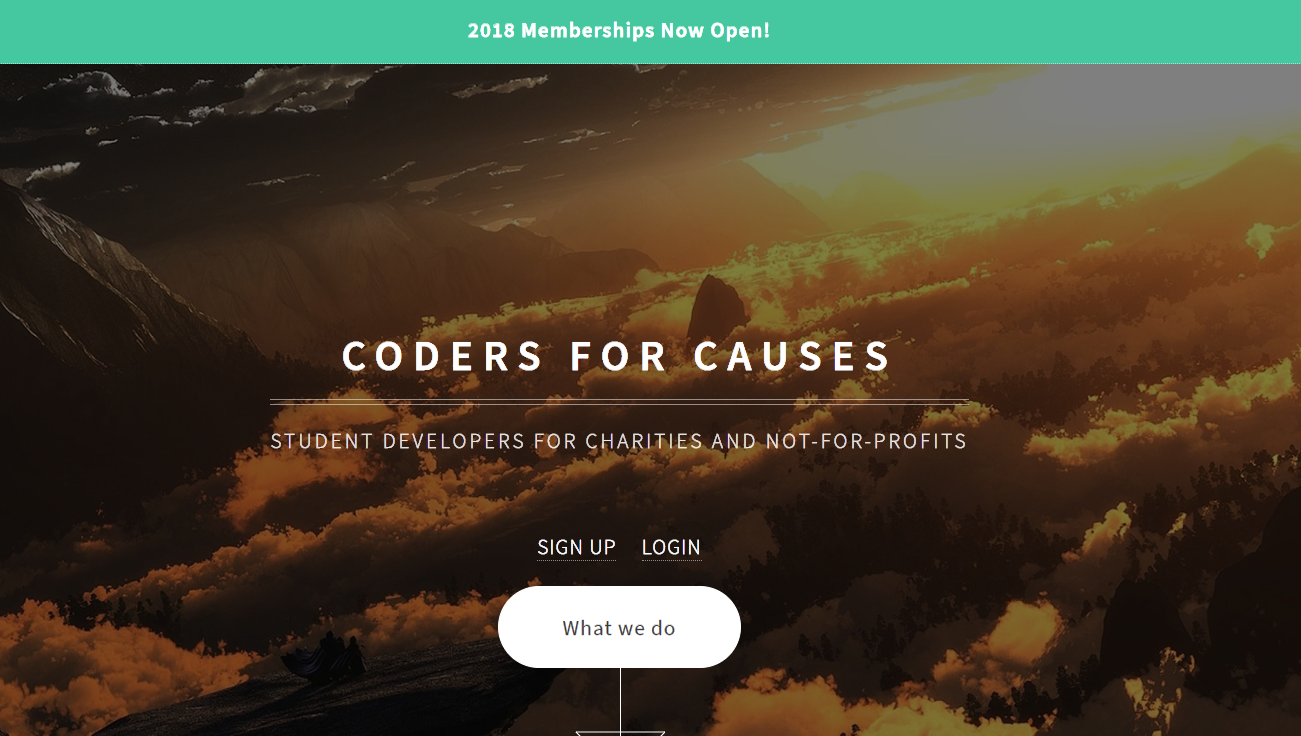 2018 Memberships Now Open!
CODERS FOR CAUSES
STUDENT DEVELOPERS FOR CHARITIES AND NOT-FOR-PROFITS
SIGN UP LOGIN
What we do